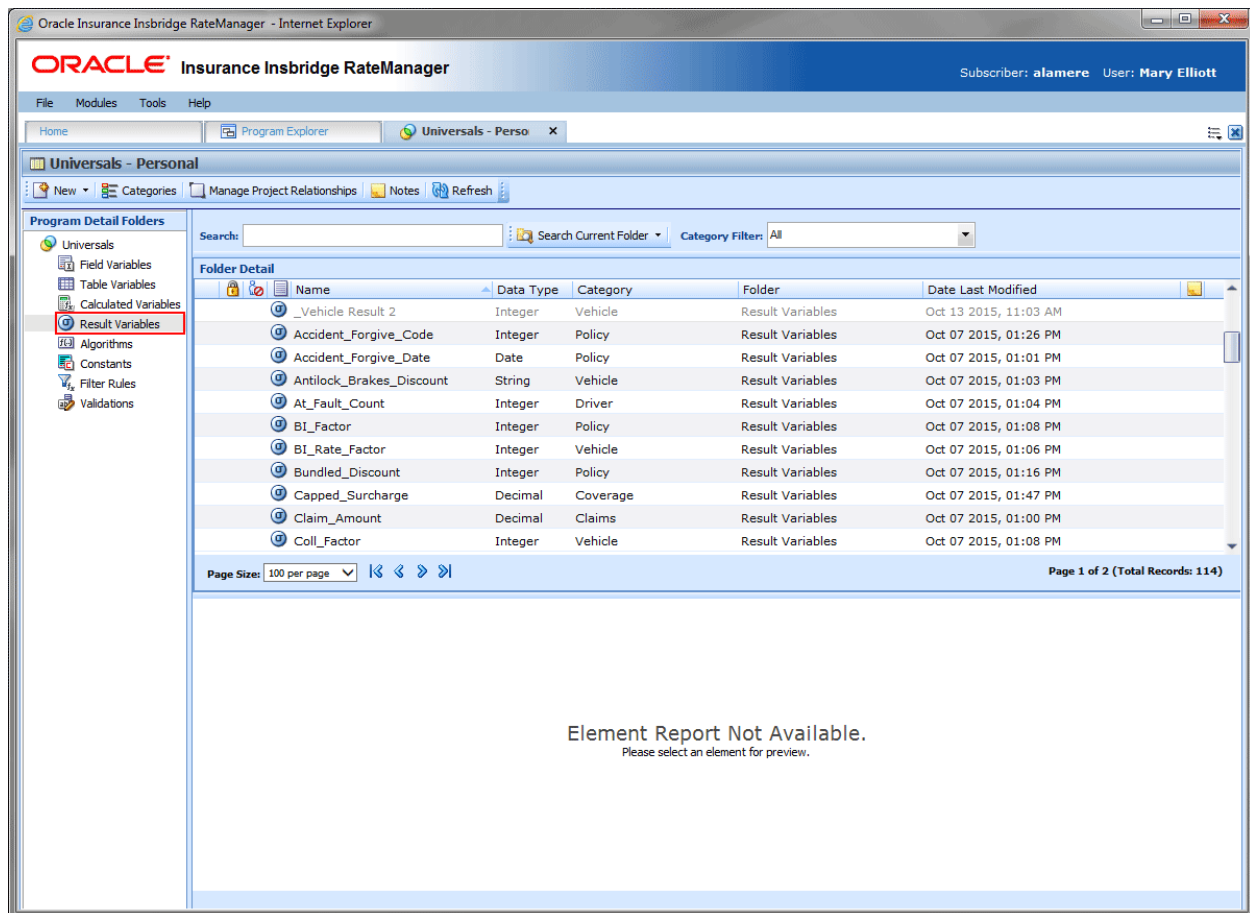 Oracle Insurance Insbridge RateManager - Internet Explorer
ORACLE Insurance Insbridge RateManager
Subscriber: alamere User: Mary Elliott
File Modules Tools Help
Home Program Explorer Universals - Perso
Universals - Personal
New Categories Manage Project Relationships Notes Refresh
Program Detail Folders
Universals
Field Variables
Table Variables
Calculated Variables
Result Variables
Algorithms
Constants
Filter Rules
Validations
Search: Search Current Folder Category Filter: All
Folder Detail
Name Data Type Category Folder Date Last Modified
_Vehicle Result 2 Integer Vehicle Result Variables Oct 13 2015, 11:03 AM
Accident_Forgive_Code Integer Policy Result Variables Oct 07 2015, 01:26 PM
Accident_Forgive_Date Date Policy Result Variables Oct 07 2015, 01:01 PM
Antilock_Brakes_Discount String Vehicle Result Variables Oct 07 2015, 01:03 PM
At_Fault_Count Integer Driver Result Variables Oct 07 2015, 01:04 PM
BI_Factor Integer Policy Result Variables Oct 07 2015, 01:08 PM
BI_Rate_Factor Integer Vehicle Result Variables Oct 07 2015, 01:06 PM
Bundled_Discount Integer Policy Result Variables Oct 07 2015, 01:16 PM
Capped_Surcharge Decimal Coverage Result Variables Oct 07 2015, 01:47 PM
Claim_Amount Decimal Claims Result Variables Oct 07 2015, 01:00 PM
Coll_Factor Integer Vehicle Result Variables Oct 07 2015, 01:08 PM
Page Size: 100 per page Page 1 of 2 (Total Records: 114)
Element Report Not Available.
Please select an element for preview.